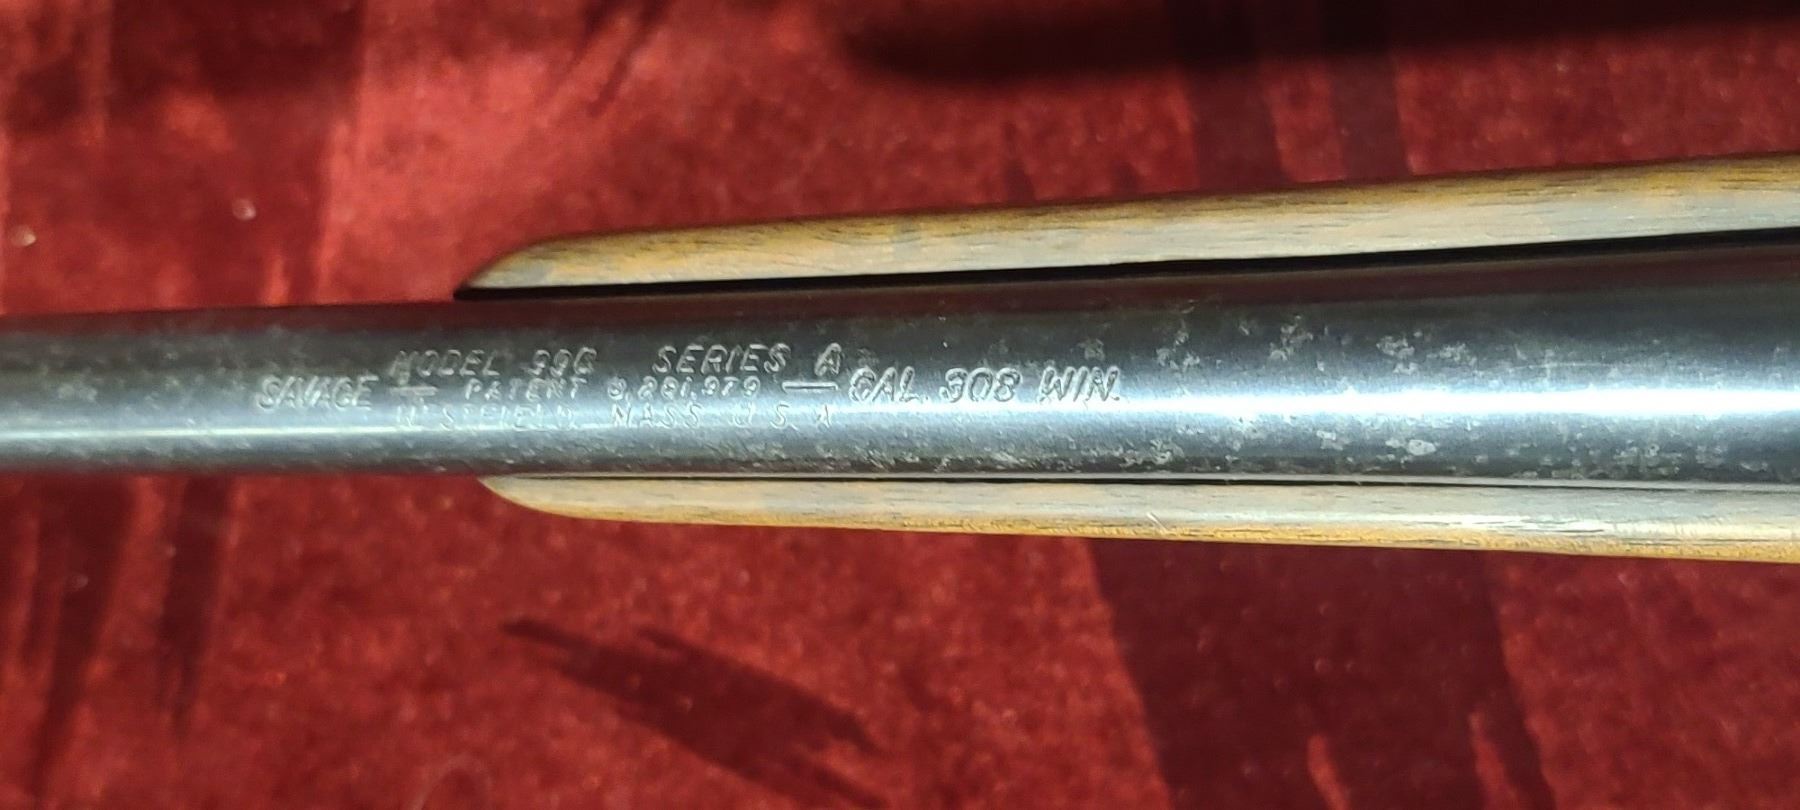 MODEL 99C SERIES A
SAVAGE — PATENT 3,291,979 — CAL. 308 WIN.
WESTFIELD, MASS U.S.A